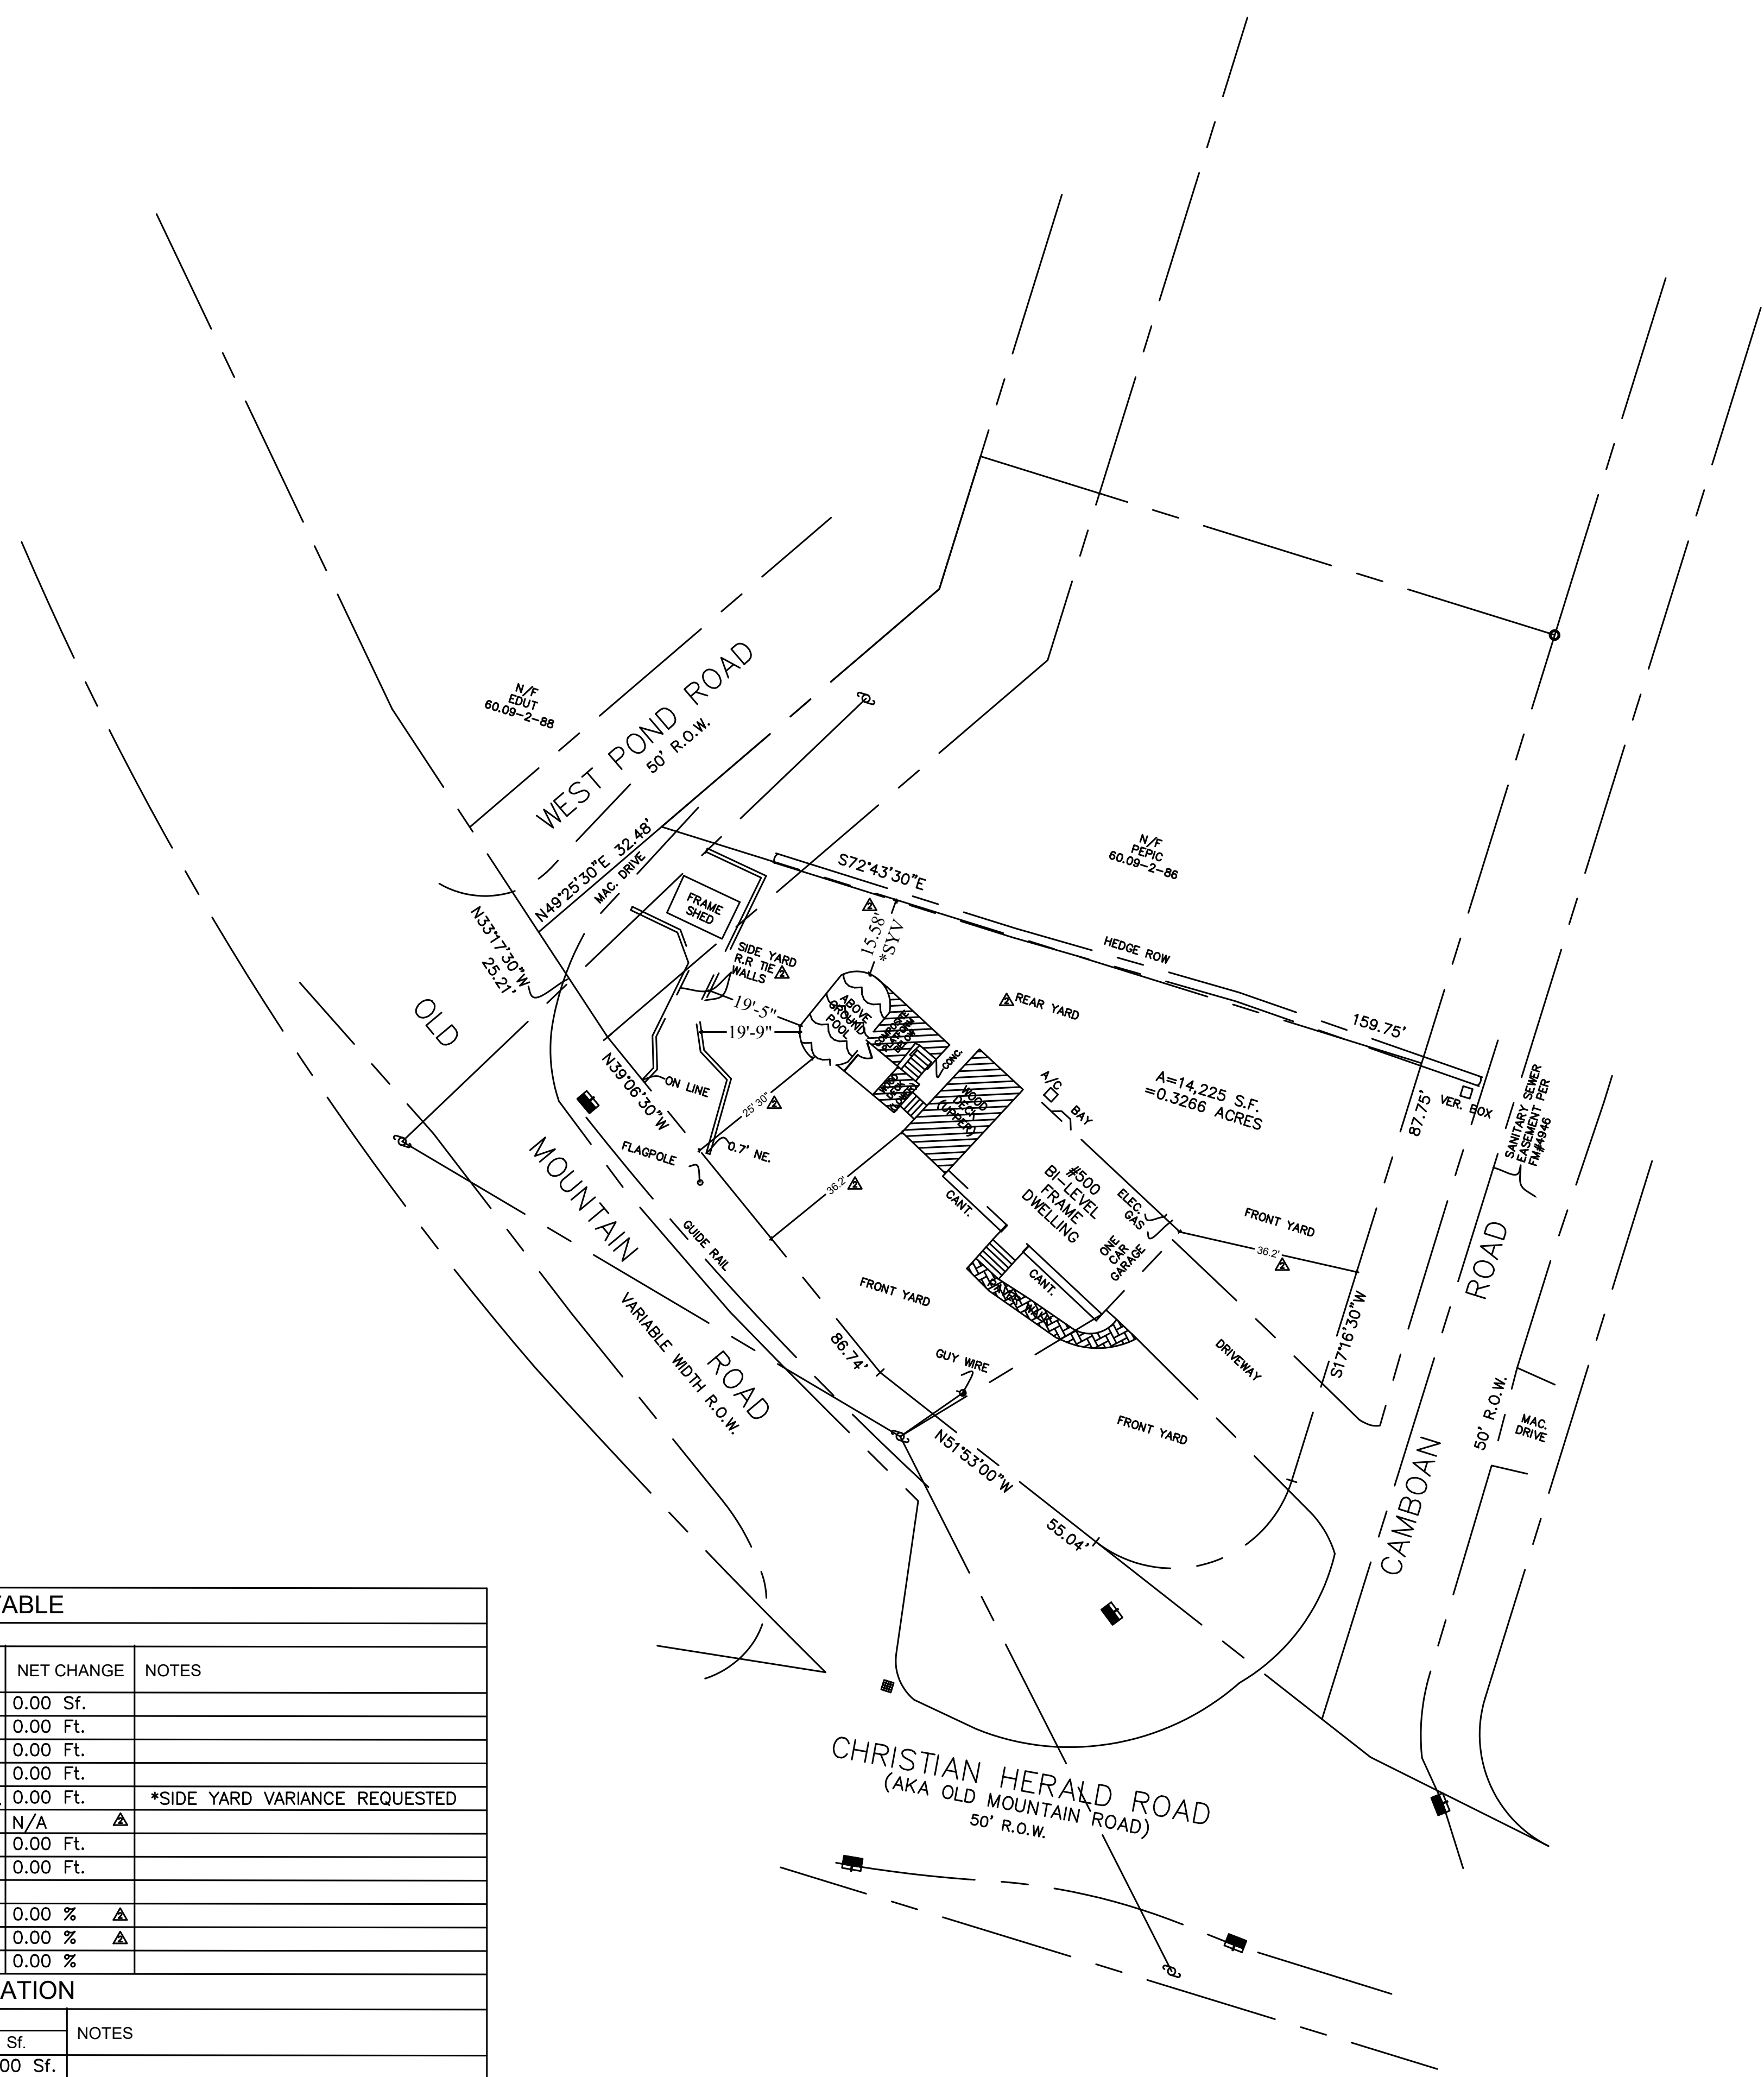 N/F
EDUT
60.09-2-88
WEST POND ROAD
50' R.O.W.
N49°25'30"E 32.48'
MAC. DRIVE
N33°17'30"W
25.21'
FRAME
SHED
SIDE YARD
R.R TIE
WALLS
2
15.58'
*SYV
2
S72°43'30"E
N/F
PEPIC
60.09-2-86
HEDGE ROW
159.75'
2 REAR YARD
19'-5"
19'-9"
ABOVE
GROUND
POOL
CONC.
WOOD
DECK
(UPPER)
A/C
BAY
A=14,225 S.F.
=0.3266 ACRES
87.75'
VER. BOX
SANITARY SEWER
EASEMENT PER
FM#4946
OLD
MOUNTAIN
ROAD
VARIABLE WIDTH R.O.W.
N39°06'30"W
ON LINE
25' 30"
2
0.7' NE.
FLAGPOLE
36.2'
2
GUIDE RAIL
CANT.
#500
BI-LEVEL
FRAME
DWELLING
ELEC.
GAS
ONE
CAR
GARAGE
FRONT YARD
36.2'
2
CANT.
FRONT YARD
86.74'
GUY WIRE
DRIVEWAY
S17°16'30"W
FRONT YARD
N51°53'00"W
55.04'
CAMBOAN
ROAD
50' R.O.W.
MAC.
DRIVE
CHRISTIAN HERALD ROAD
(AKA OLD MOUNTAIN ROAD)
50' R.O.W.
TABLE
NET CHANGE NOTES
0.00 Sf.
0.00 Ft.
0.00 Ft.
0.00 Ft.
0.00 Ft. *SIDE YARD VARIANCE REQUESTED
N/A 2
0.00 Ft.
0.00 Ft.
0.00 % 2
0.00 % 2
0.00 %
ATION
NOTES
Sf.
00 Sf.